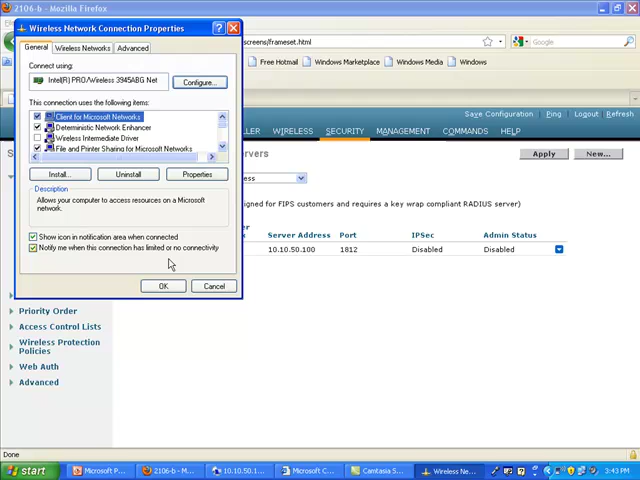 2106-b - Mozilla Firefox
Wireless Network Connection Properties
General
Wireless Networks
Advanced
screens/frameset.html
Google
Free Hotmail
Windows Marketplace
Windows Media
Windows
Connect using:
Intel(R) PRO/Wireless 3945ABG Net
Configure...
This connection uses the following items:
Client for Microsoft Networks
Deterministic Network Enhancer
Wireless Intermediate Driver
File and Printer Sharing for Microsoft Networks
Install...
Uninstall
Properties
Description
Allows your computer to access resources on a Microsoft
network.
Show icon in notification area when connected
Notify me when this connection has limited or no connectivity
OK
Cancel
Save Configuration
Ping
Logout
Refresh
LER
WIRELESS
SECURITY
MANAGEMENT
COMMANDS
HELP
ervers
Apply
New...
ess
igned for FIPS customers and requires a key wrap compliant RADIUS server)
Server Address
Port
IPSec
Admin Status
10.10.50.100
1812
Disabled
Disabled
S
Priority Order
Access Control Lists
Wireless Protection
Policies
Web Auth
Advanced
Done
start
Microsoft P...
2106-b - M...
10.10.50.1...
Microsoft C...
Camtasia S...
Wireless Ne...
3:43 PM